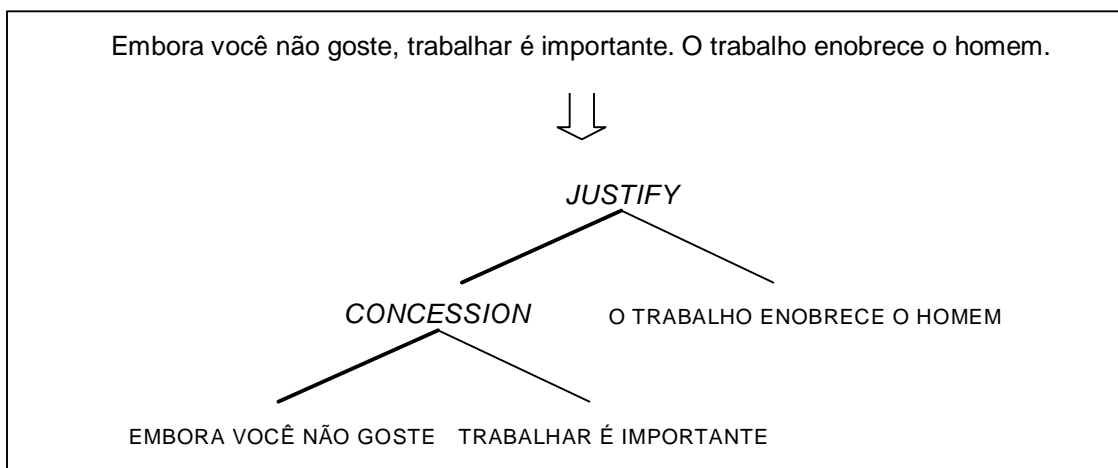 Embora você não goste, trabalhar é importante. O trabalho enobrece o homem.
JUSTIFY
CONCESSION
O TRABALHO ENOBRECE O HOMEM
EMBORA VOCÊ NÃO GOSTE
TRABALHAR É IMPORTANTE